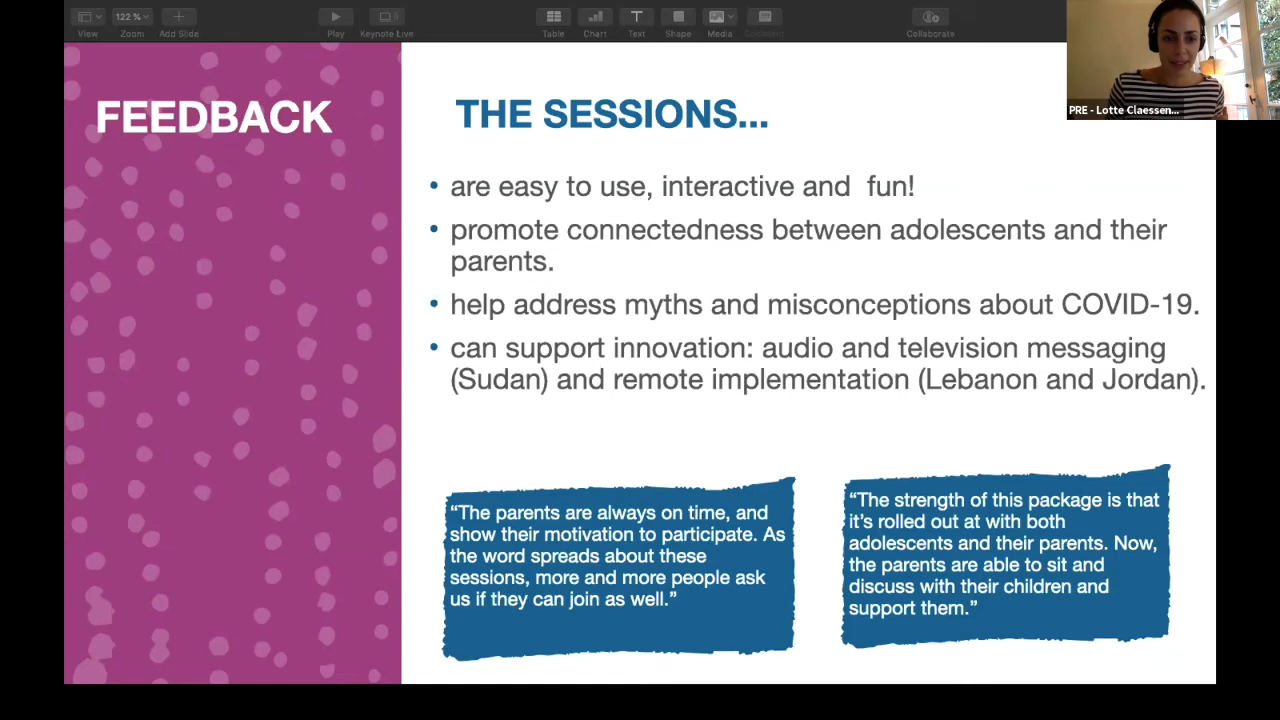 122 %
View
Zoom
Add Slide
Play
Keynote Live
Table
Chart
Text
Shape
Media
Comment
Collaborate
PRE - Lotte Claessen...
FEEDBACK
THE SESSIONS...
• are easy to use, interactive and  fun!
• promote connectedness between adolescents and their
parents.
• help address myths and misconceptions about COVID-19.
• can support innovation: audio and television messaging
(Sudan) and remote implementation (Lebanon and Jordan).
“The parents are always on time, and
show their motivation to participate. As
the word spreads about these
sessions, more and more people ask
us if they can join as well.”
“The strength of this package is that
it’s rolled out at with both
adolescents and their parents. Now,
the parents are able to sit and
discuss with their children and
support them.”